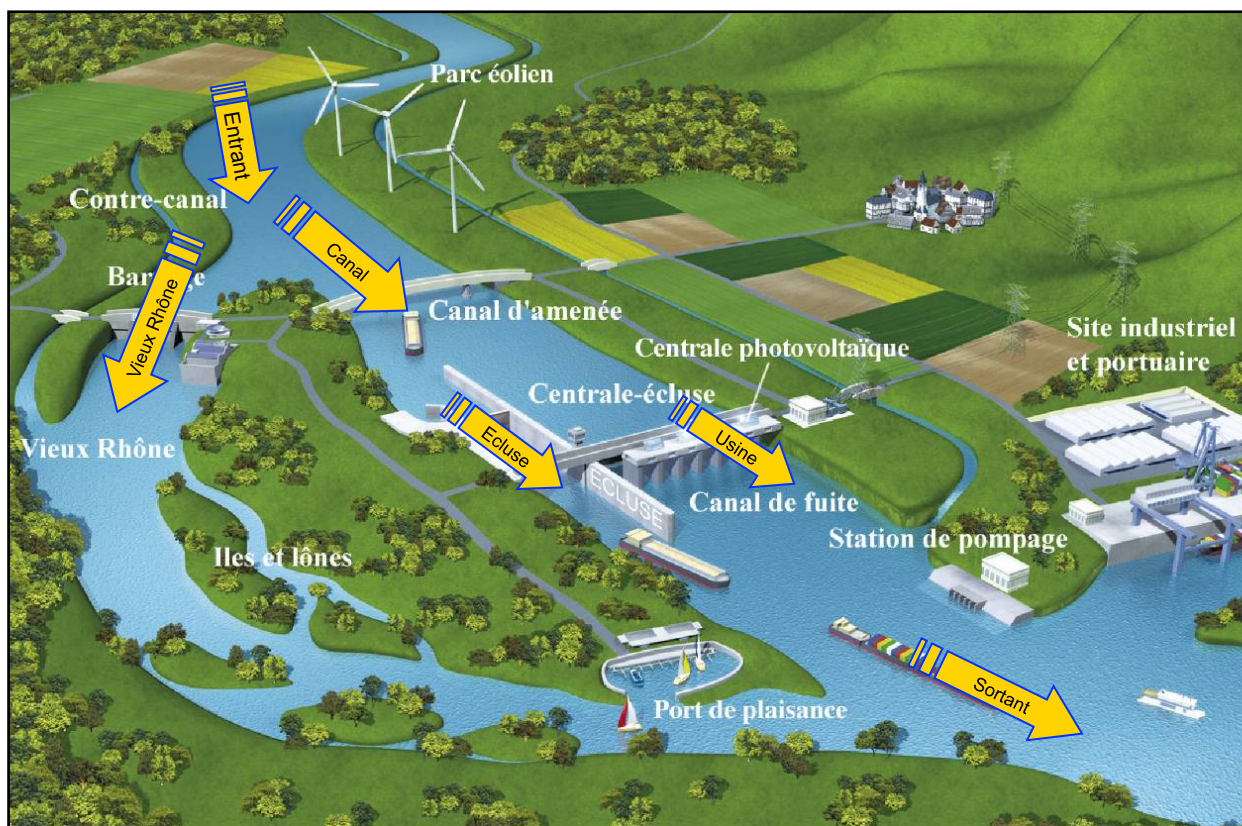 Parc éolien
Entrant
Contre-canal
Canal
Vieux Rhône
Canal d'amenée
Site industriel
et portuaire
Centrale photovoltaïque
Centrale-écluse
Ecluse
Usine
Vieux Rhône
ECLUSE
Canal de fuite
Station de pompage
Iles et lônes
Sortant
Port de plaisance